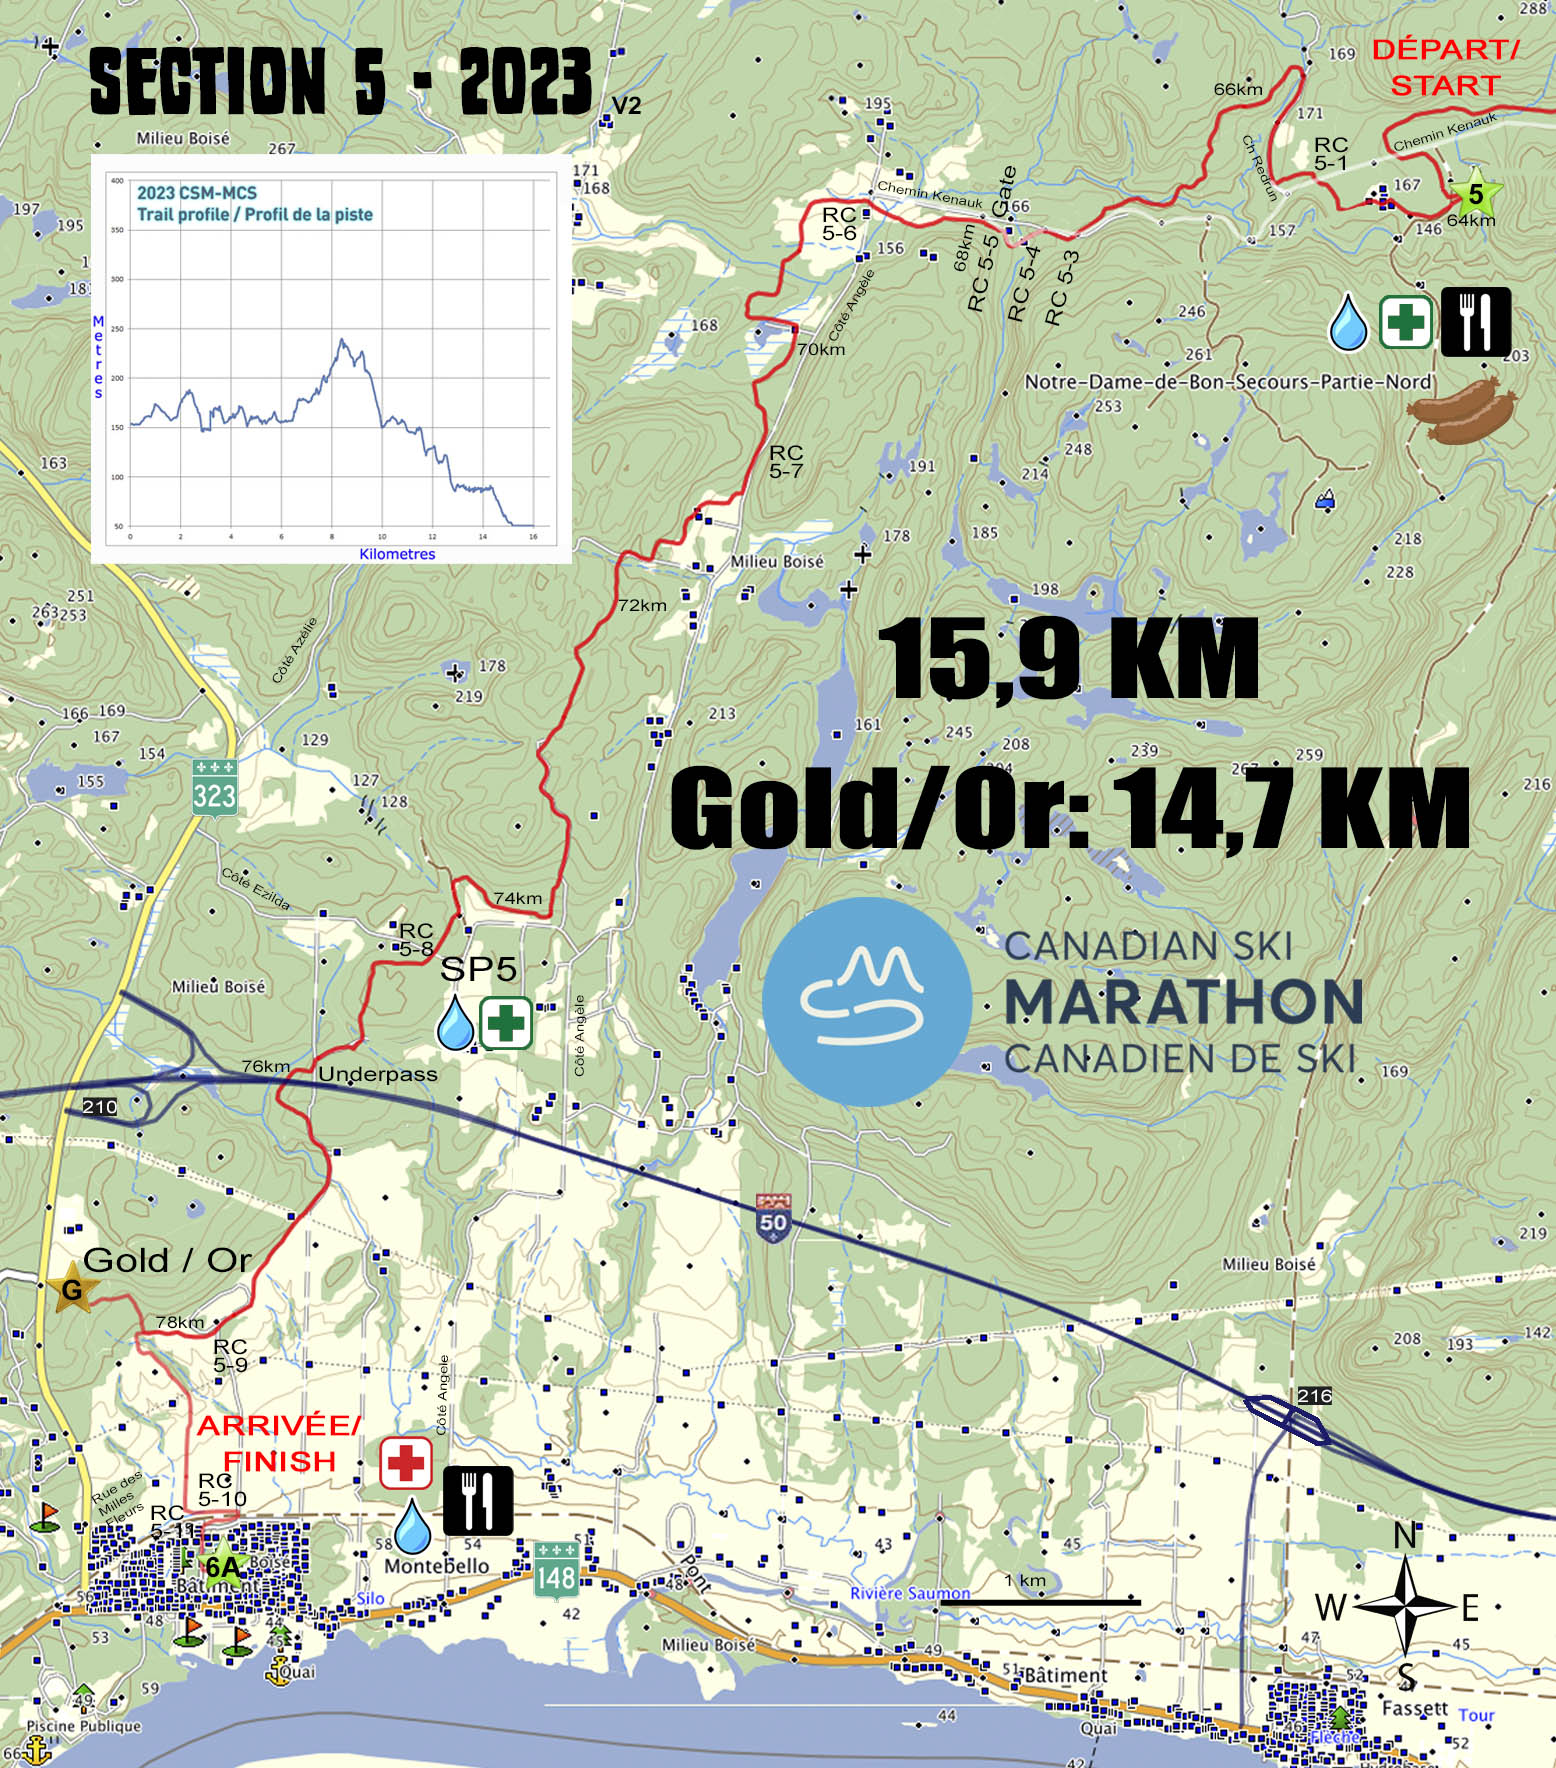 SECTION 5 - 2023
V2
DÉPART/
START
Milieu Boisé
267
288
169
171
66km
195
Chemin Kenauk
RC
5-1
Ch Redrun
167
5
64km
146
157
2023 CSM-MCS
Trail profile / Profil de la piste
400
350
300
250
200
150
100
50
0
2
4
6
8
10
12
14
16
Metres
Kilometres
171
168
197
195
163
Chemin Kenauk
Gate
166
RC
5-6
156
68km
RC 5-5
RC 5-4
RC 5-3
168
Côté Angèle
70km
246
261
203
Notre-Dame-de-Bon-Secours-Partie-Nord
253
248
214
191
RC
5-7
178
185
218
228
198
Milieu Boisé
72km
251
263
253
Côté Azélie
178
219
15,9 KM
166
169
167
154
155
129
213
161
245
208
239
259
216
323
127
128
Gold/Or: 14,7 KM
Côté Ezilda
74km
RC
5-8
SP5
CANADIAN SKI
MARATHON
CANADIEN DE SKI
Milieu Boisé
Côté Angèle
76km
Underpass
210
169
50
219
Milieu Boisé
Gold / Or
G
78km
RC
5-9
208
193
142
216
Côté Angele
ARRIVÉE/
FINISH
RC
5-10
Rue des
Milles
Fleurs
RC
5-11
6A
Boisé
Bâtiment
58
54
51
Montebello
148
43
45
1 km
N
W
E
S
Pont
48
Rivière Saumon
Silo
56
48
44
45
42
53
Quai
59
49
Piscine Publique
66
Milieu Boisé
49
51
Bâtiment
47
45
52
Fassett
Tour
46
Flèche
52
44
Quai
42